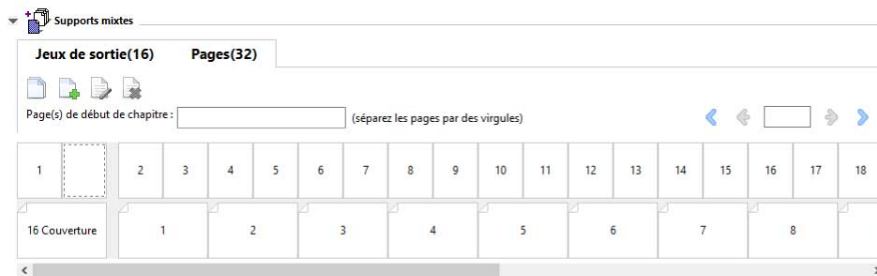 Supports mixtes
Jeux de sortie(16) Pages(32)
Page(s) de début de chapitre : (séparez les pages par des virgules)
1 2 3 4 5 6 7 8 9 10 11 12 13 14 15 16 17 18
16 Couverture 1 2 3 4 5 6 7 8